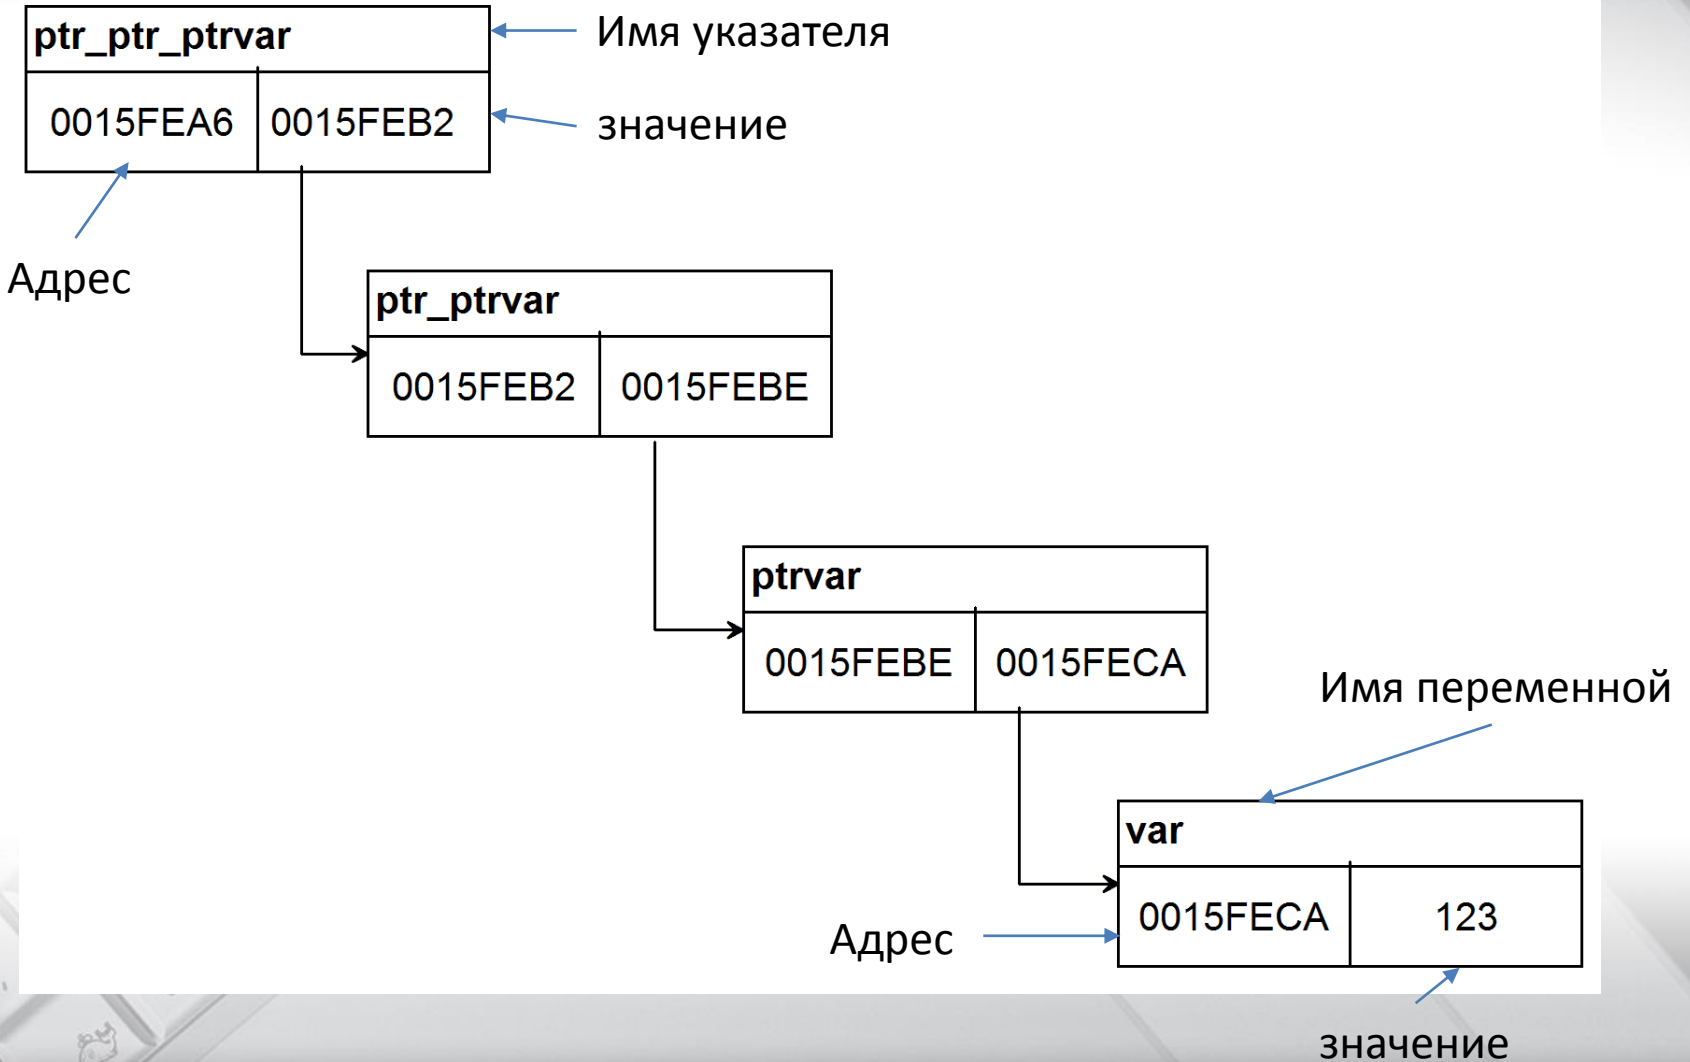 ptr_ptr_ptrvar
Имя указателя
0015FEA6 0015FEB2
значение
Адрес
ptr_ptrvar
0015FEB2 0015FEBE
ptrvar
0015FEBE 0015FECA
Имя переменной
var
0015FECA 123
Адрес
значение